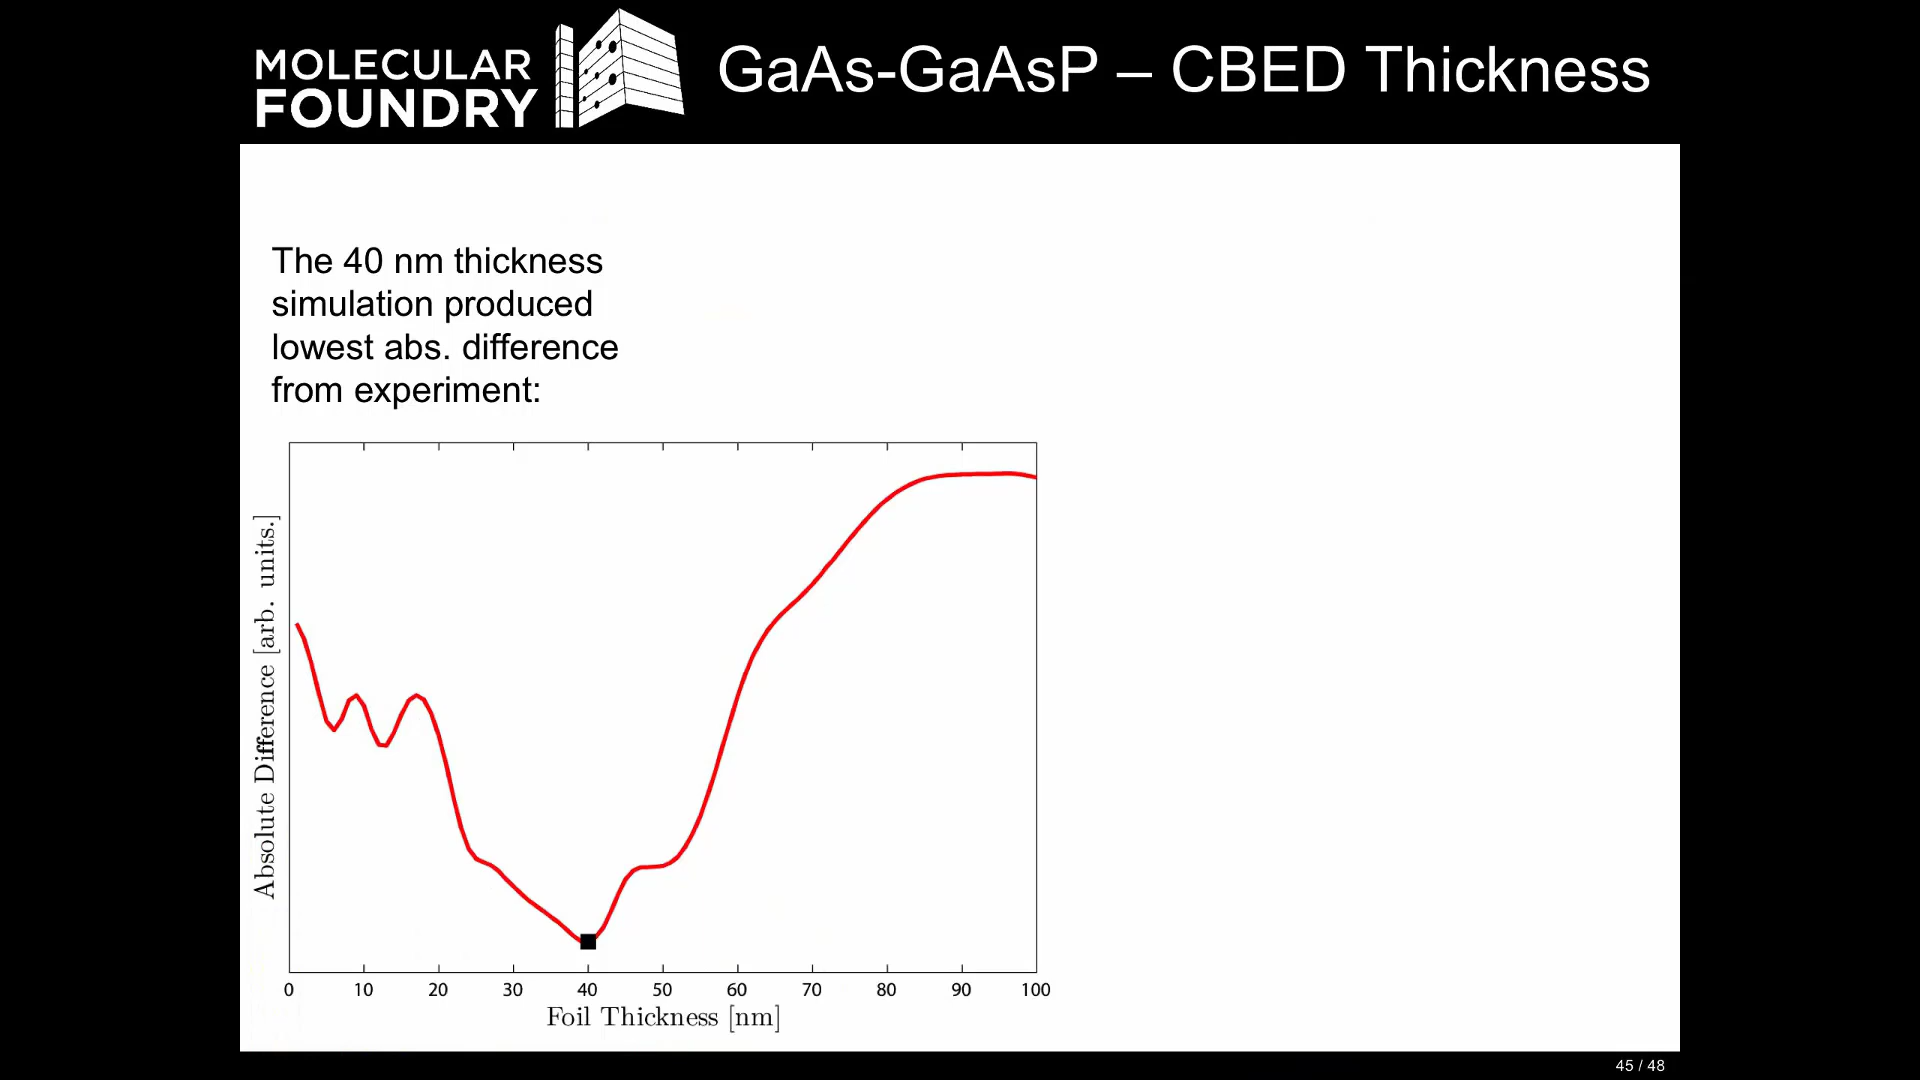 MOLECULAR
FOUNDRY
GaAs-GaAsP – CBED Thickness
The 40 nm thickness
simulation produced
lowest abs. difference
from experiment:
Absolute Difference [arb. units.]
0 10 20 30 40 50 60 70 80 90 100
Foil Thickness [nm]
45 / 48